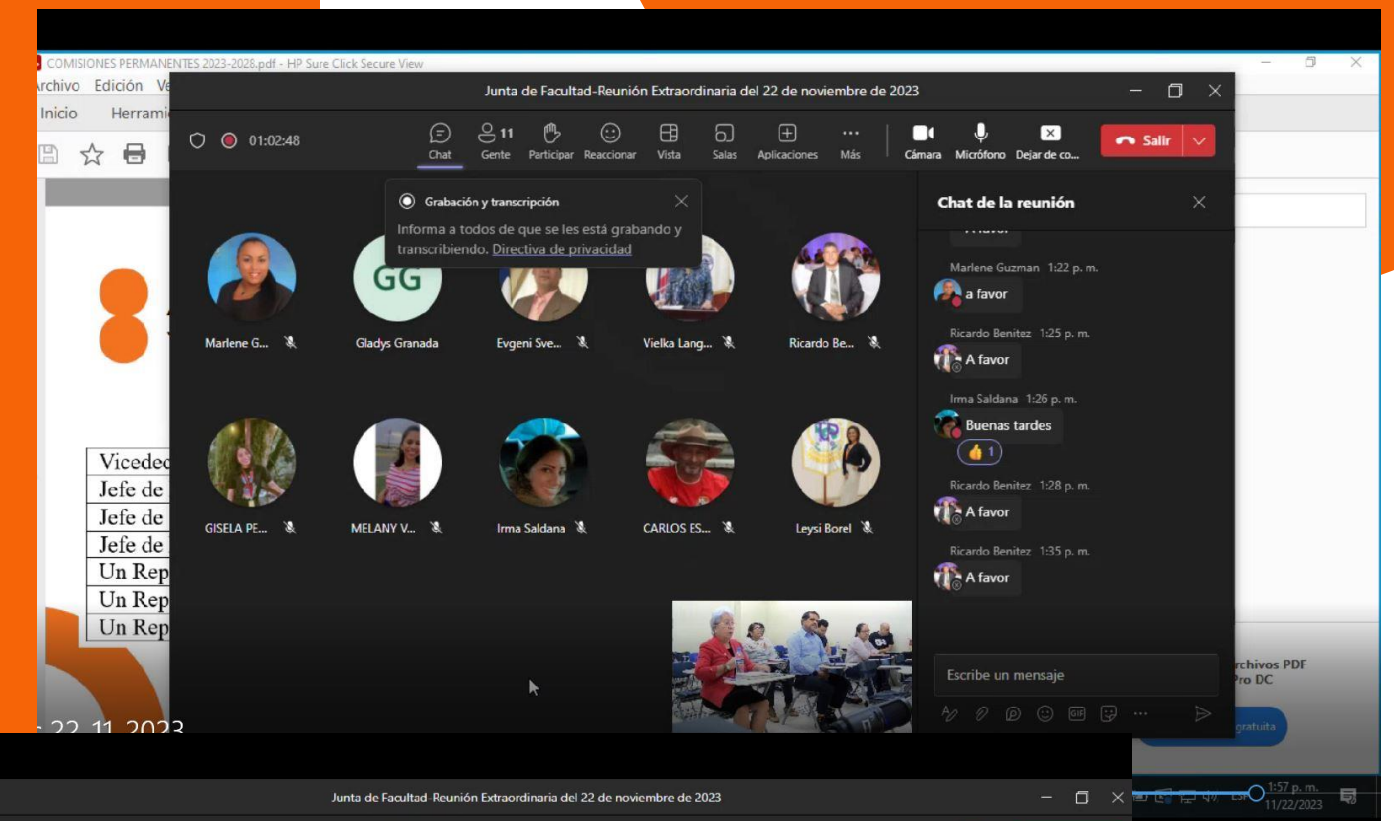 COMISIONES PERMANENTES 2023-2028.pdf - HP Sure Click Secure View
Archivo Edición
Inicio
Junta de Facultad-Reunión Extraordinaria del 22 de noviembre de 2023
01:02:48
Chat
11
Gente
Participar
Reaccionar
Vista
Salas
Aplicaciones
Más
Cámara
Micrófono
Dejar de co...
Salir
Grabación y transcripción
Informa a todos de que se les está grabando y
transcribiendo. Directiva de privacidad
GG
Marlene G...
Gladys Granada
Evgeni Sve...
Vielka Lang...
Ricardo Be...
GISELA PE...
MELANY V...
Irma Saldana
CARLOS ES...
Leysi Borel
Chat de la reunión
Marlene Guzman 1:22 p. m.
a favor
Ricardo Benitez 1:25 p. m.
A favor
Irma Saldana 1:26 p. m.
Buenas tardes
1
Ricardo Benitez 1:28 p. m.
A favor
Ricardo Benitez 1:35 p. m.
A favor
Escribe un mensaje
GIF
Jefe de
Jefe de
Jefe de
Un Rep
Un Rep
Un Rep
PDF
Pro DC
gratuita
22-11-2023
Junta de Facultad-Reunión Extraordinaria del 22 de noviembre de 2023
1:57 p. m.
11/22/2023